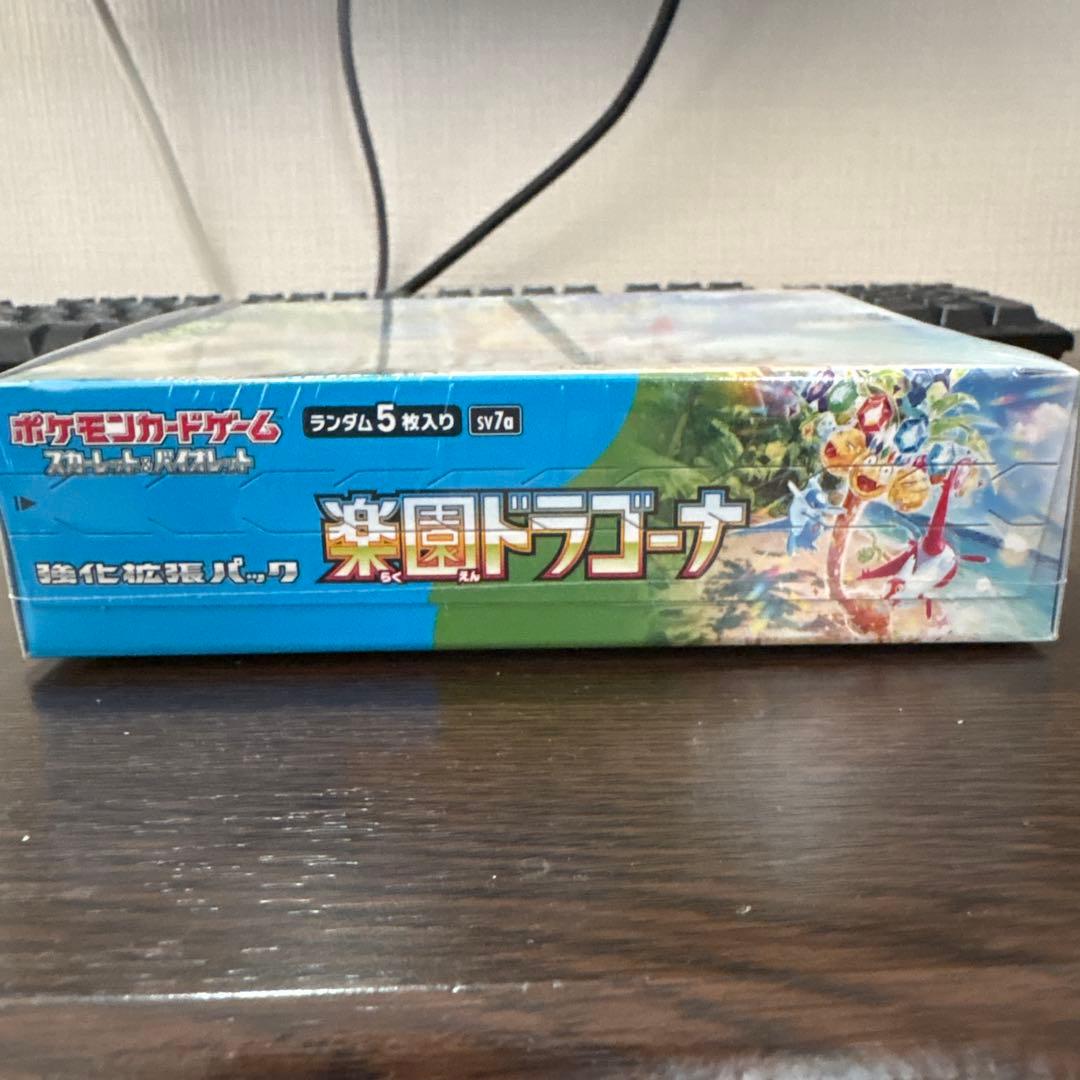 ポケモンカードゲーム
スカーレット&バイオレット
ランダム5枚入り
sv7a
強化拡張パック
楽園ドラゴーナ
らく えん